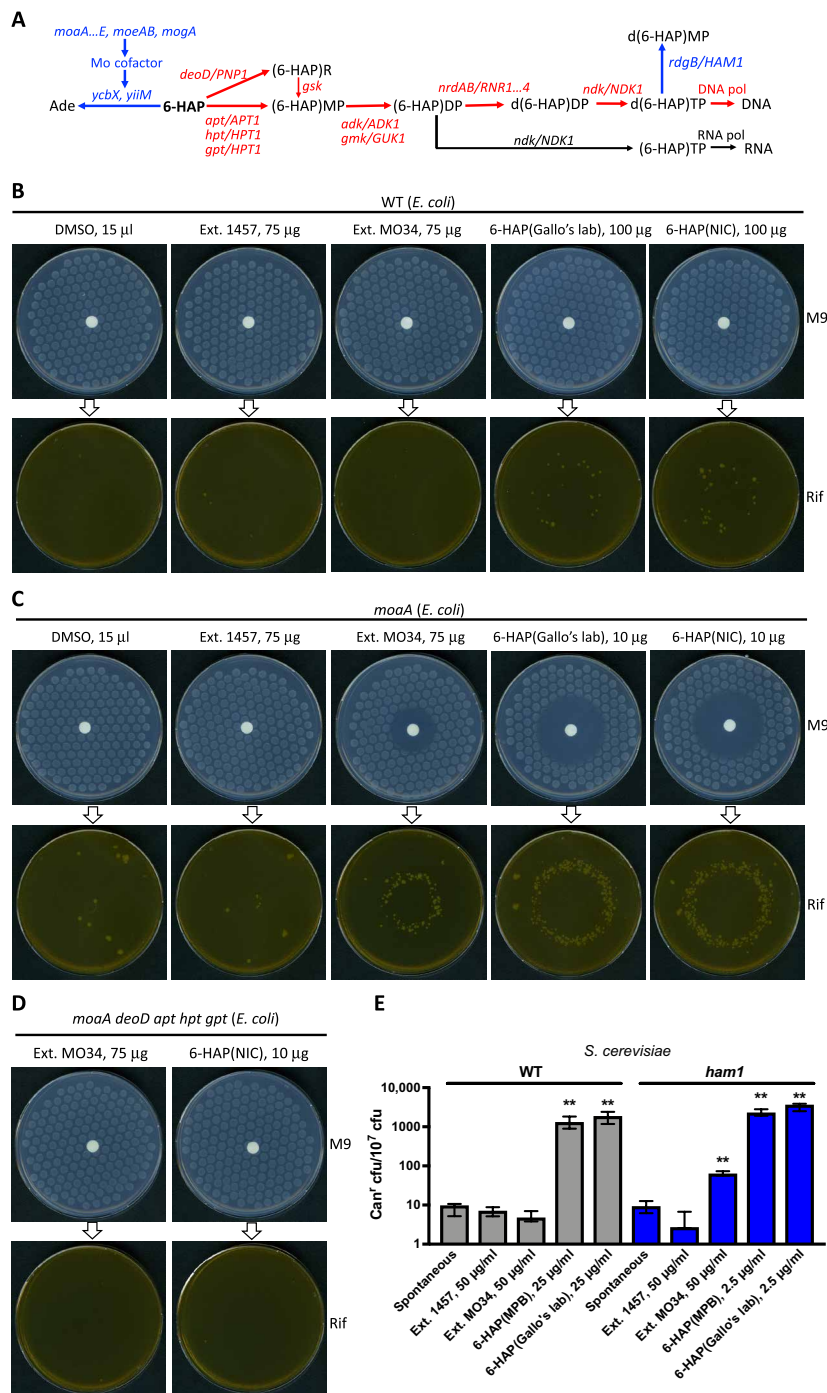 A
moaA...E, moeAB, mogA
Mo cofactor
ycbX, yiiM
Ade
6-HAP
deoD/PNP1
(6-HAP)R
gsk
apt/APT1
hpt/HPT1
gpt/HPT1
(6-HAP)MP
adk/ADK1
gmk/GUK1
(6-HAP)DP
nrdAB/RNR1...4
d(6-HAP)DP
ndk/NDK1
d(6-HAP)MP
rdgB/HAM1
d(6-HAP)TP
DNA pol
DNA
ndk/NDK1
(6-HAP)TP
RNA pol
RNA
B
WT (E. coli)
DMSO, 15 µl
Ext. 1457, 75 µg
Ext. MO34, 75 µg
6-HAP(Gallo's lab), 100 µg
6-HAP(NIC), 100 µg
M9
Rif
C
moaA (E. coli)
DMSO, 15 µl
Ext. 1457, 75 µg
Ext. MO34, 75 µg
6-HAP(Gallo's lab), 10 µg
6-HAP(NIC), 10 µg
M9
Rif
D
moaA deoD apt hpt gpt (E. coli)
Ext. MO34, 75 µg
6-HAP(NIC), 10 µg
M9
Rif
E
S. cerevisiae
WT
ham1
Canʳ cfu/10⁷ cfu
10,000
1000
100
10
1
**
**
**
**
**
Spontaneous
Ext. 1457, 50 µg/ml
Ext. MO34, 50 µg/ml
6-HAP(MPB), 25 µg/ml
6-HAP(Gallo's lab), 25 µg/ml
Spontaneous
Ext. 1457, 50 µg/ml
Ext. MO34, 50 µg/ml
6-HAP(MPB), 2.5 µg/ml
6-HAP(Gallo's lab), 2.5 µg/ml